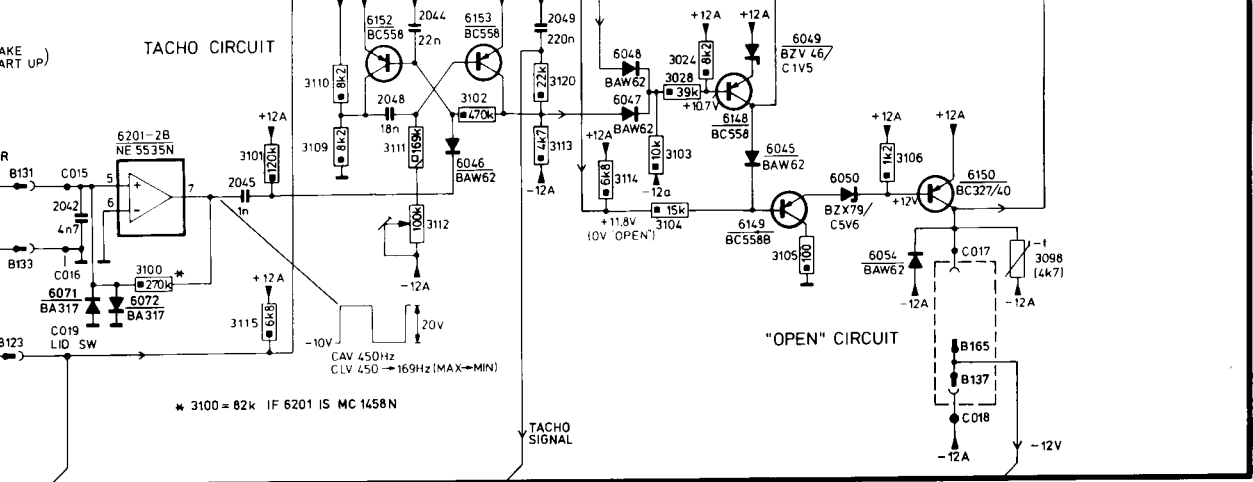 AKE
ART UP)
TACHO CIRCUIT
6152
BC558
2044
22n
6153
BC558
2049
220n
+12A
+12A
6049
BZV 46/
C1V5
6048
BAW62
3024
8k2
3028
39k
+10.7V
6148
BC558
6047
BAW62
3110
8k2
2048
18n
3102
470k
22k
3120
3109
8k2
3111
169k
6046
BAW62
4k7
3113
-12A
+12A
6k8
3114
10k
3103
-12a
6045
BAW62
+12A
1k2
3106
+12A
6150
BC327/40
+12V
6050
BZX79/
C5V6
+11,8V
(0V "OPEN")
15k
3104
6149
BC558B
3105
100
+12A
3101
120k
6201-2B
NE 5535N
R
B131
C015
5
+
6
-
7
2045
1n
2042
4n7
B133
C016
3100
270k
*
6071
BA317
6072
BA317
100k
3112
-12A
+12A
3115
6k8
B123
C019
LID SW
-10V
20V
CAV 450Hz
CLV 450 → 169Hz (MAX→MIN)
* 3100 = 82k IF 6201 IS MC 1458N
TACHO
SIGNAL
6054
BAW62
-12A
C017
-t
3098
(4k7)
-12A
"OPEN" CIRCUIT
B165
B137
C018
-12A
-12V